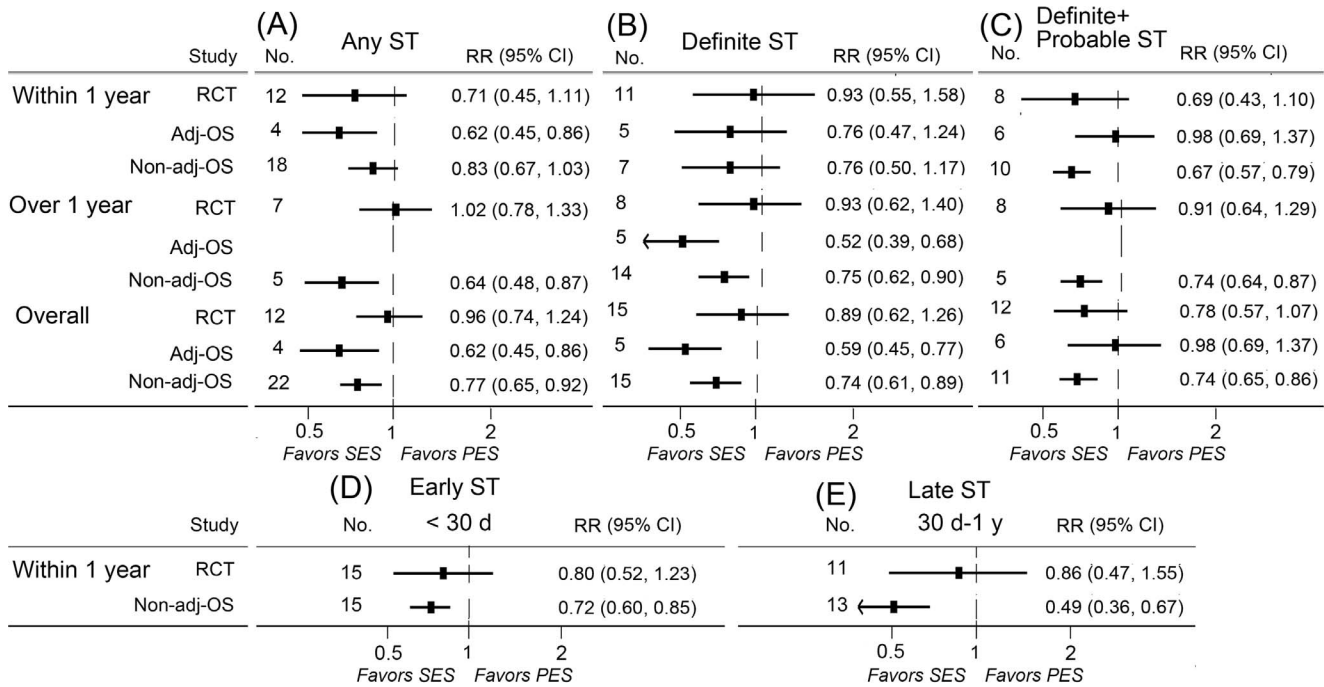 (A) (B) (C) Definite+
Any ST Definite ST Probable ST
Study No. RR (95% CI) No. RR (95% CI) No. RR (95% CI)
Within 1 year RCT 12 0.71 (0.45, 1.11) 11 0.93 (0.55, 1.58) 8 0.69 (0.43, 1.10)
Adj-OS 4 0.62 (0.45, 0.86) 5 0.76 (0.47, 1.24) 6 0.98 (0.69, 1.37)
Non-adj-OS 18 0.83 (0.67, 1.03) 7 0.76 (0.50, 1.17) 10 0.67 (0.57, 0.79)
Over 1 year RCT 7 1.02 (0.78, 1.33) 8 0.93 (0.62, 1.40) 8 0.91 (0.64, 1.29)
Adj-OS 5 0.52 (0.39, 0.68)
Non-adj-OS 5 0.64 (0.48, 0.87) 14 0.75 (0.62, 0.90) 5 0.74 (0.64, 0.87)
Overall RCT 12 0.96 (0.74, 1.24) 15 0.89 (0.62, 1.26) 12 0.78 (0.57, 1.07)
Adj-OS 4 0.62 (0.45, 0.86) 5 0.59 (0.45, 0.77) 6 0.98 (0.69, 1.37)
Non-adj-OS 22 0.77 (0.65, 0.92) 15 0.74 (0.61, 0.89) 11 0.74 (0.65, 0.86)
0.5 1 2 0.5 1 2 0.5 1 2
Favors SES Favors PES Favors SES Favors PES Favors SES Favors PES
(D) Early ST (E) Late ST
Study No. < 30 d RR (95% CI) No. 30 d-1 y RR (95% CI)
Within 1 year RCT 15 0.80 (0.52, 1.23) 11 0.86 (0.47, 1.55)
Non-adj-OS 15 0.72 (0.60, 0.85) 13 0.49 (0.36, 0.67)
0.5 1 2 0.5 1 2
Favors SES Favors PES Favors SES Favors PES